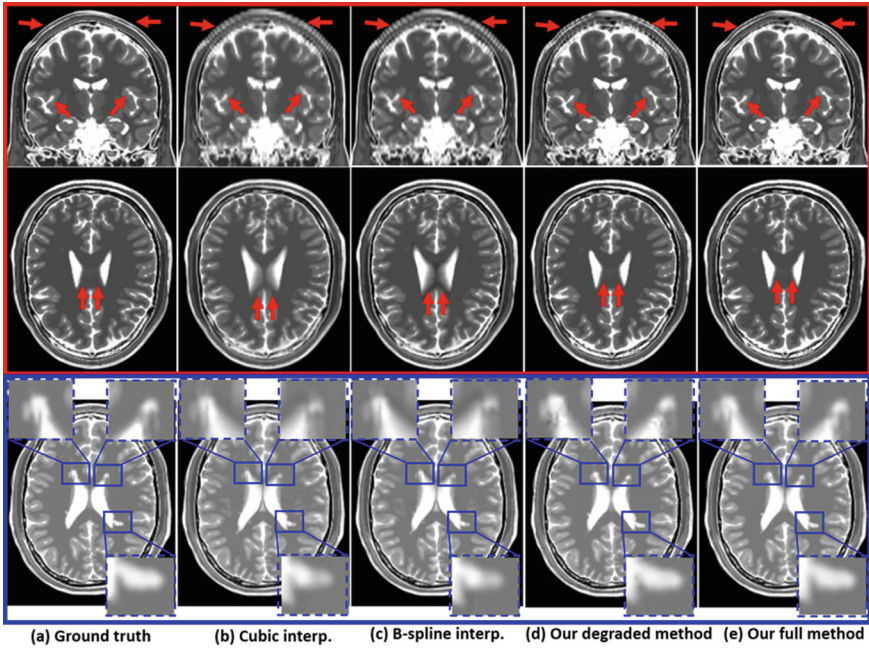 (a) Ground truth (b) Cubic interp. (c) B-spline interp. (d) Our degraded method (e) Our full method